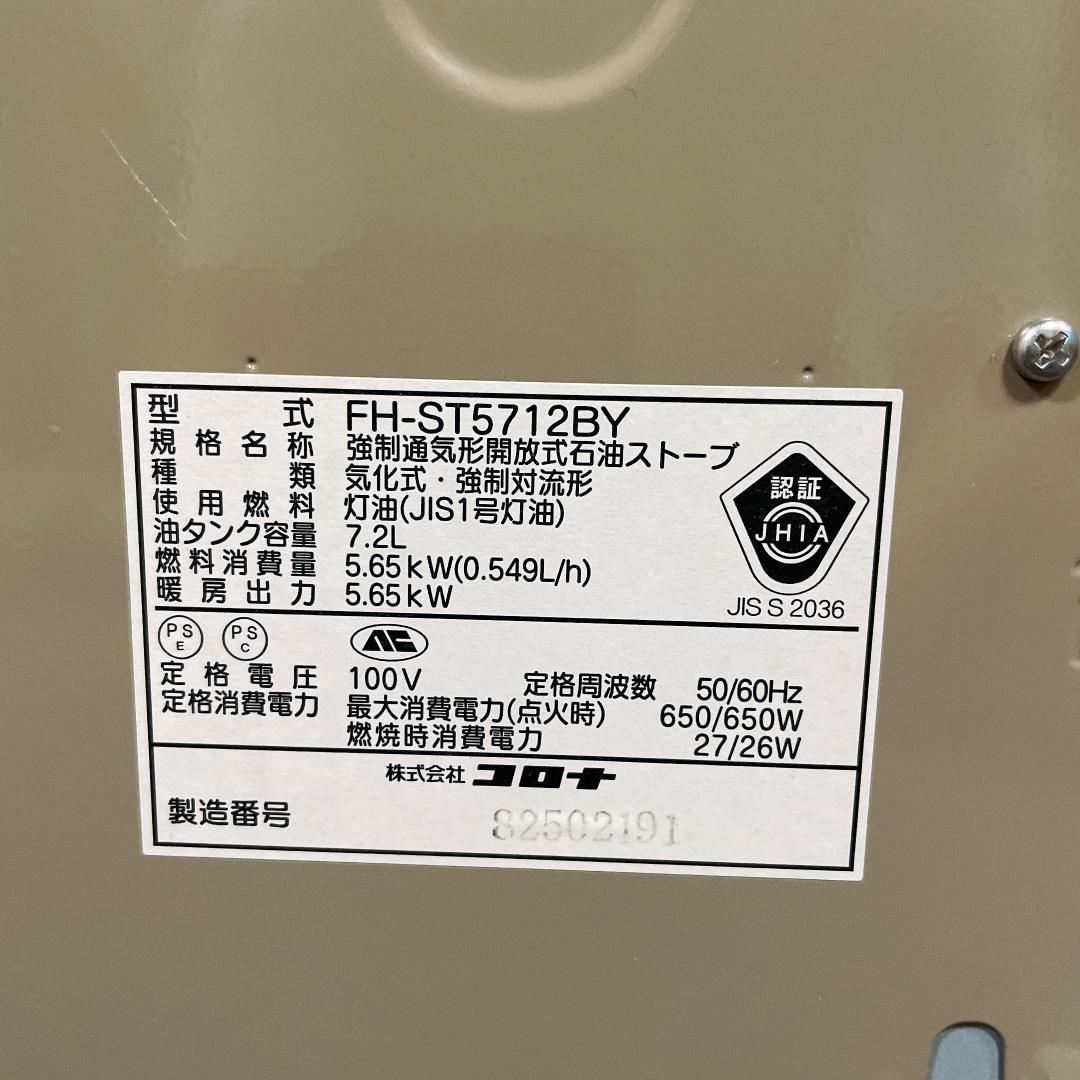 型式 FH-ST5712BY
規格名称 強制通気形開放式石油ストーブ
種類 気化式・強制対流形
使用燃料 灯油(JIS1号灯油)
油タンク容量 7.2L
燃料消費量 5.65kW(0.549L/h)
暖房出力 5.65kW
認証
JHIA
JIS S 2036
PS E PS C
定格電圧 100V 定格周波数 50/60Hz
定格消費電力 最大消費電力(点火時) 650/650W
燃焼時消費電力 27/26W
株式会社 コロナ
製造番号 82502191